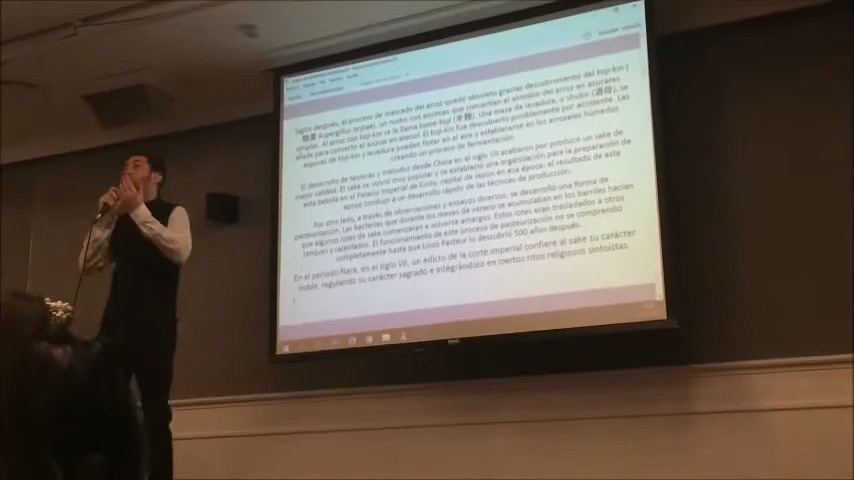 Siglos después, el proceso de mascado del arroz quedó obsoleto gracias descubrimiento del koji-kin (
Aspergillus oryzae), un moho con enzimas que convertían el almidón del arroz en azúcares
simples. Al arroz con koji-kin se le llama kome-koji (米麹). Una masa de levadura, o shubo (酒母), se
añadía para convertir el azúcar en etanol. El koji-kin fue descubierto posiblemente por accidente. Las
esporas de koji-kin y levadura pueden flotar en el aire y establecerse en los arrozales húmedos
creando un proceso de fermentación.
El desarrollo de técnicas y métodos desde China en el siglo VII acabaron por producir un sake de
mejor calidad. El sake se volvió muy popular y se estableció una organización para la preparación de
esta bebida en el Palacio Imperial de Kioto, capital de Japón en esa época; el resultado de este
apoyo condujo a un desarrollo rápido de las técnicas de producción.
Por otro lado, a través de observaciones y ensayos diversos, se desarrolló una forma de
pasteurización. Las bacterias que durante los meses de verano se acumulaban en los barriles hacían
que algunos lotes de sake comenzaran a volverse amargos. Estos lotes eran trasladados a otros
tanques y calentados. El funcionamiento de este proceso de pasteurización no se comprendió
completamente hasta que Louis Pasteur lo descubrió 500 años después.
En el Periodo Nara, en el siglo VII, un edicto de la corte imperial confiere al sake su carácter
noble, regulando su carácter sagrado e integrándolo en ciertos ritos religiosos sintoístas